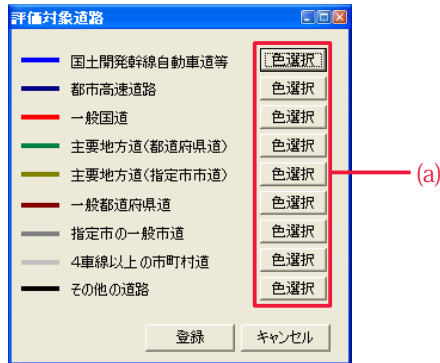 評価対象道路
国土開発幹線自動車道等 色選択
都市高速道路 色選択
一般国道 色選択
主要地方道(都道府県道) 色選択
主要地方道(指定市市道) 色選択
(a)
一般都道府県道 色選択
指定市の一般市道 色選択
4車線以上の市町村道 色選択
その他の道路 色選択
登録 キャンセル